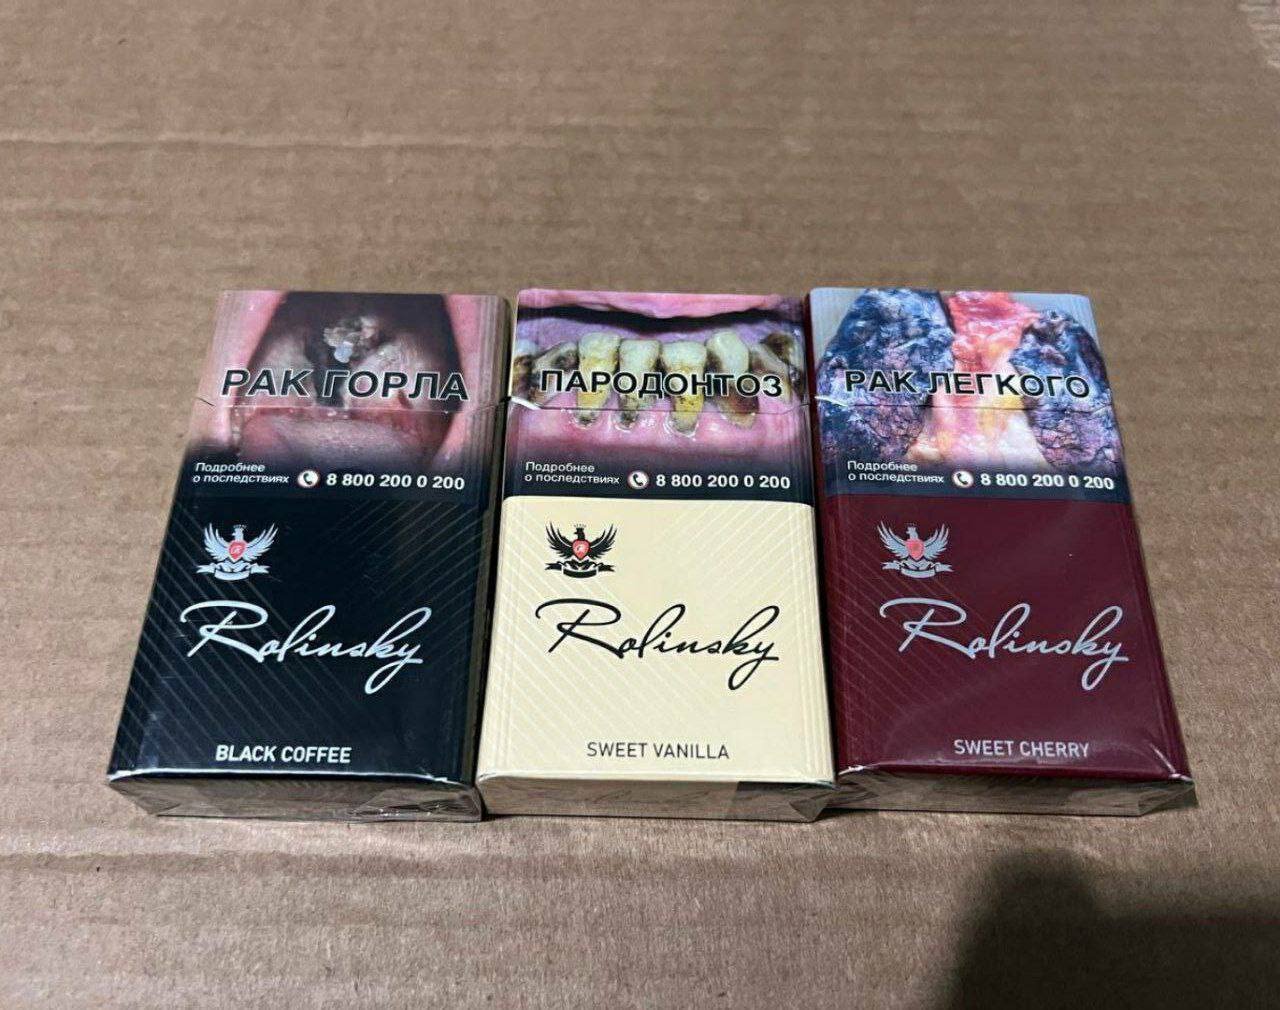 РАК ГОРЛА
Подробнее
о последствиях 8 800 200 0 200
Rolinsky
BLACK COFFEE
ПАРОДОНТОЗ
Подробнее
о последствиях 8 800 200 0 200
Rolinsky
SWEET VANILLA
РАК ЛЕГКОГО
Подробнее
о последствиях 8 800 200 0 200
Rolinsky
SWEET CHERRY